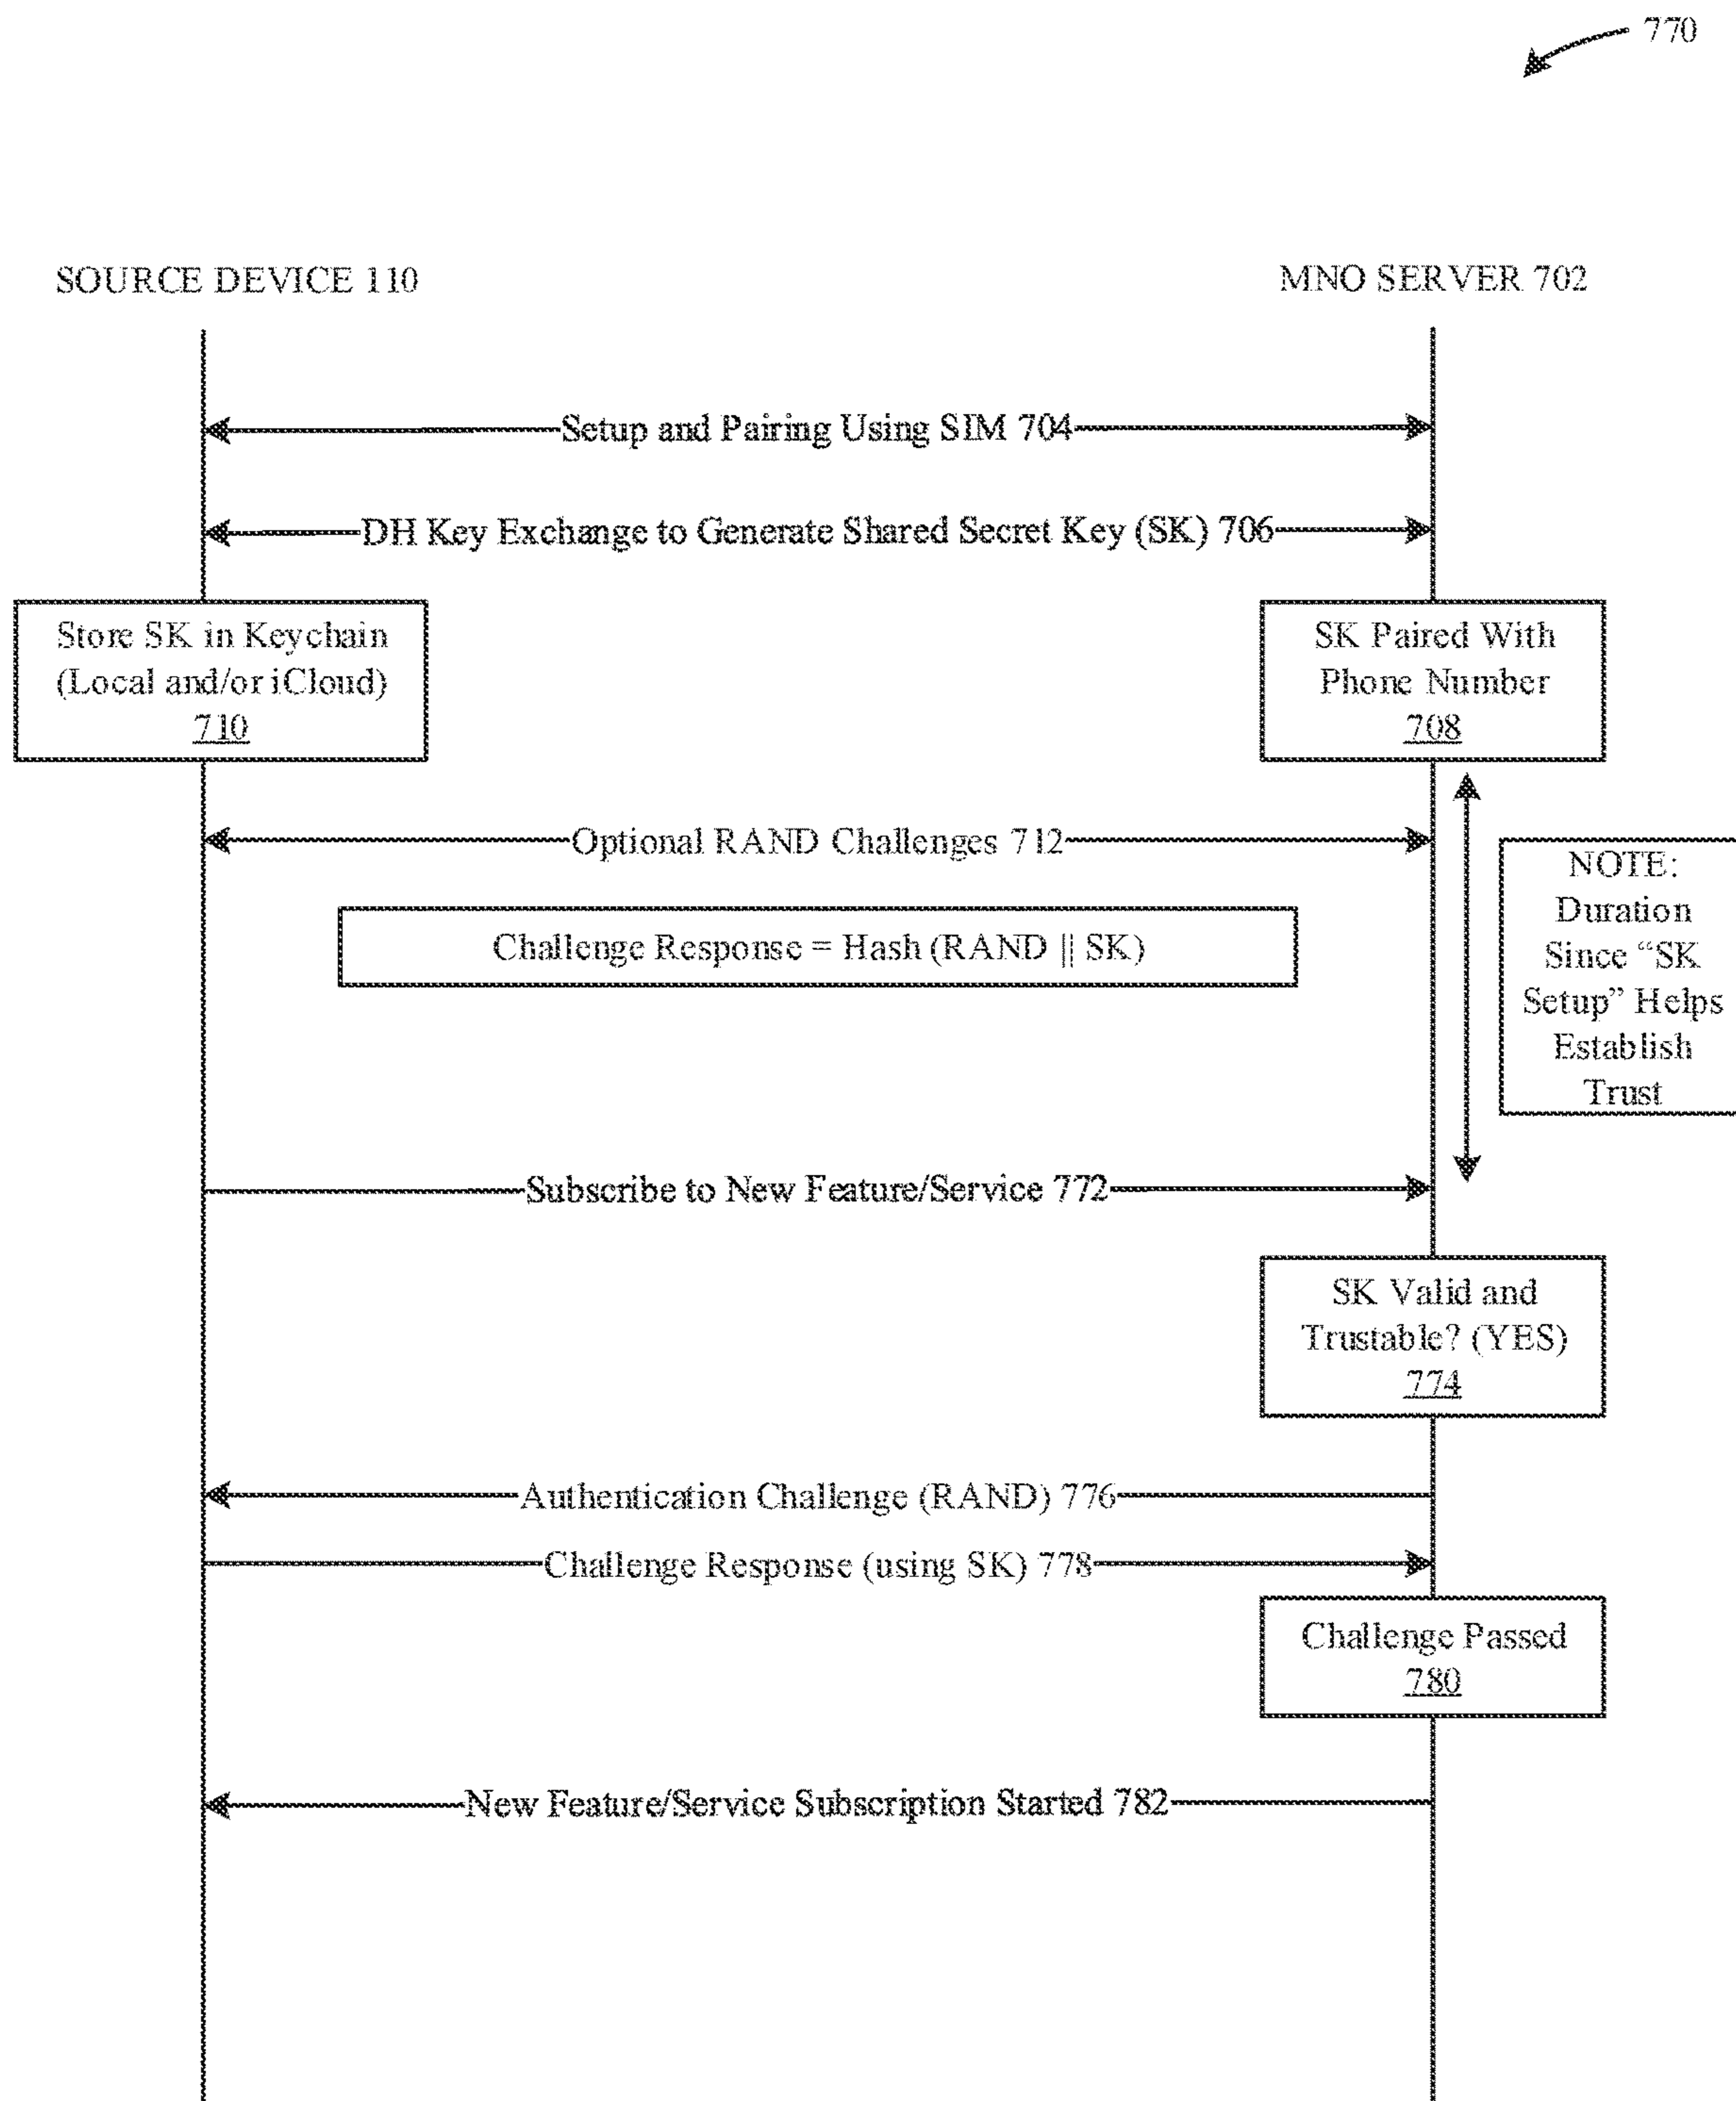 770
SOURCE DEVICE 110
MNO SERVER 702
Setup and Pairing Using SIM 704
DH Key Exchange to Generate Shared Secret Key (SK) 706
Store SK in Keychain
(Local and/or iCloud)
710
SK Paired With
Phone Number
708
Optional RAND Challenges 712
Challenge Response = Hash (RAND || SK)
NOTE:
Duration
Since “SK
Setup” Helps
Establish
Trust
Subscribe to New Feature/Service 772
SK Valid and
Trustable? (YES)
774
Authentication Challenge (RAND) 776
Challenge Response (using SK) 778
Challenge Passed
780
New Feature/Service Subscription Started 782